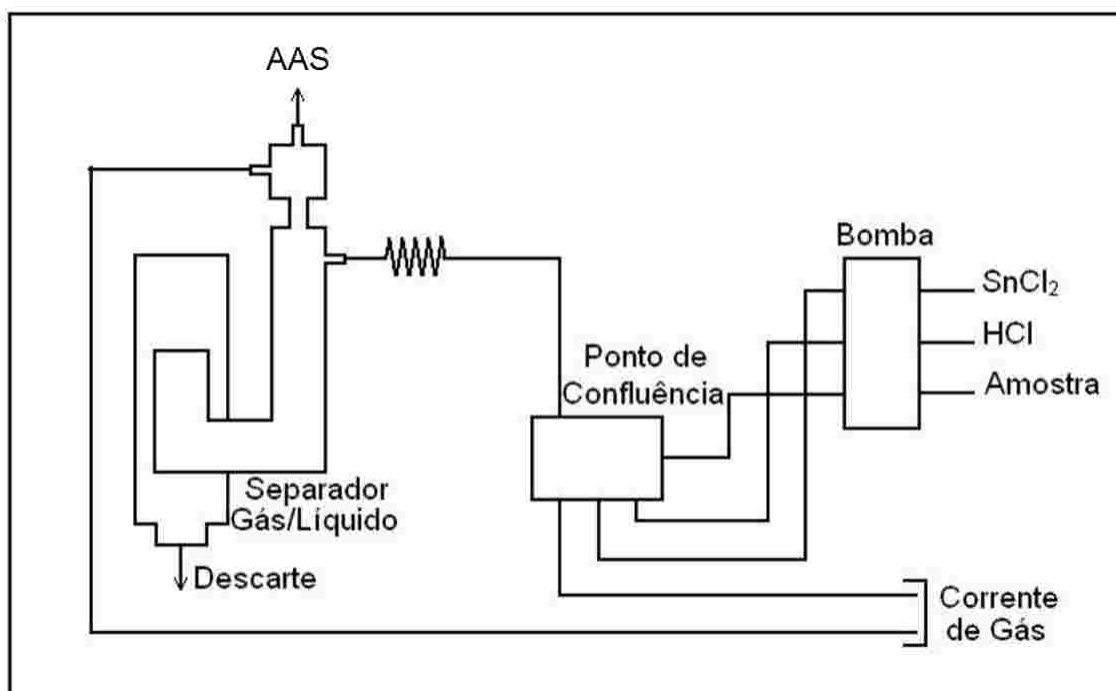 AAS
Bomba
SnCl₂
HCl
Amostra
Ponto de
Confluência
Separador
Gás/Líquido
Descarte
Corrente
de Gás